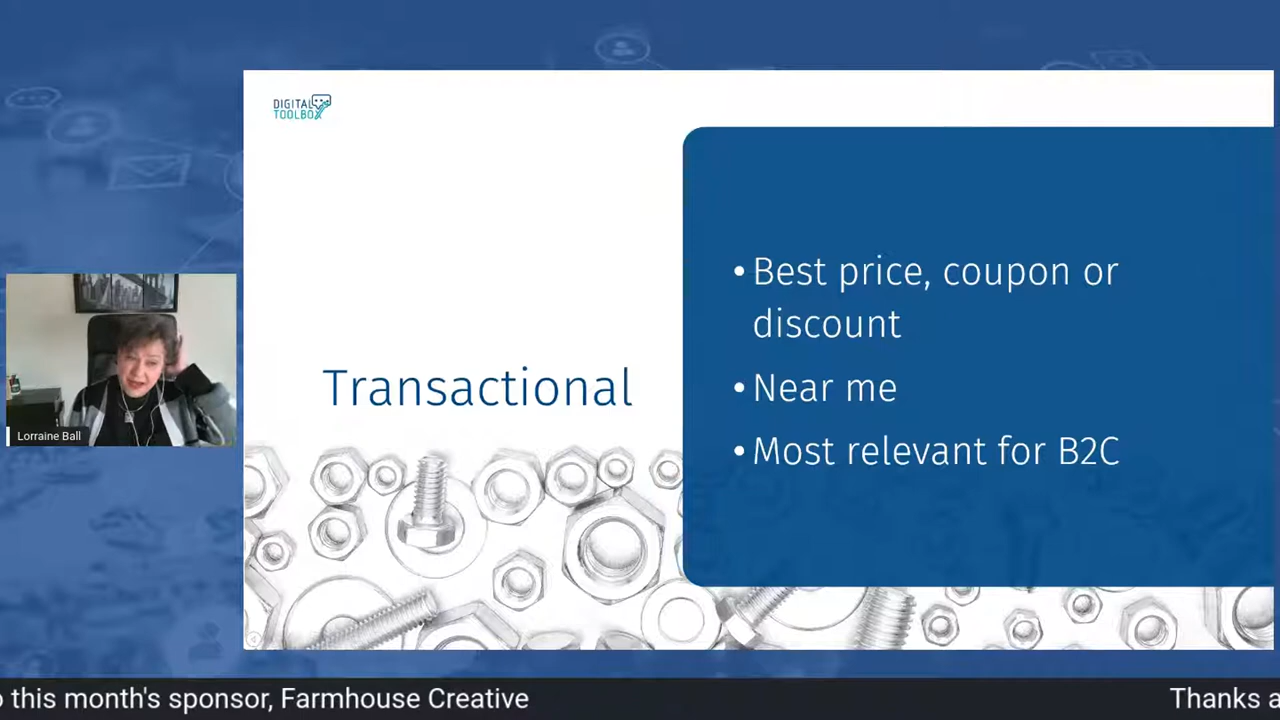 DIGITAL
TOOLBOX
Transactional
• Best price, coupon or
discount
• Near me
• Most relevant for B2C
Lorraine Ball
this month's sponsor, Farmhouse Creative
Thanks